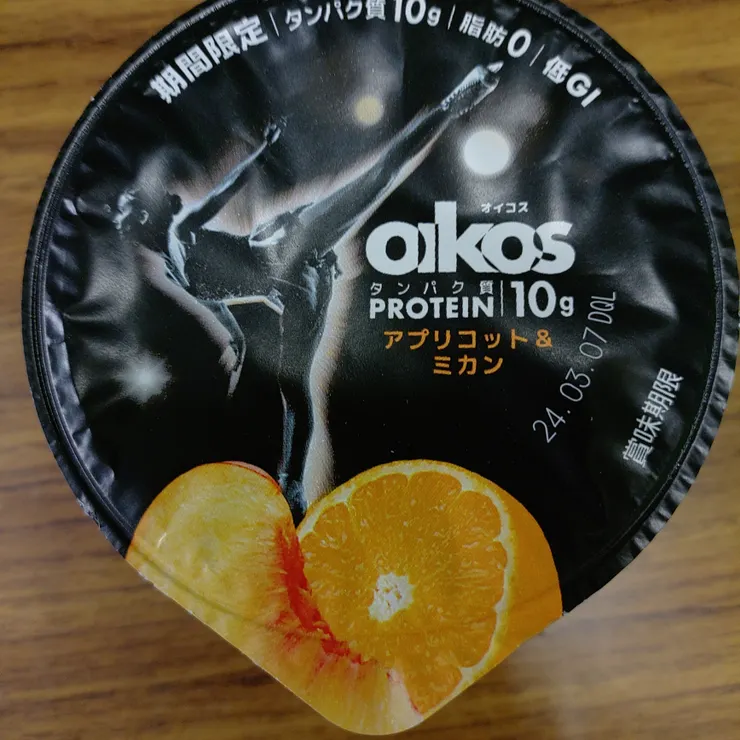 期間限定 | タンパク質10g | 脂肪0 | 低GI
オイコス
oikos
タンパク質
PROTEIN | 10g
アプリコット&
ミカン
24.03.07 DQL
賞味期限